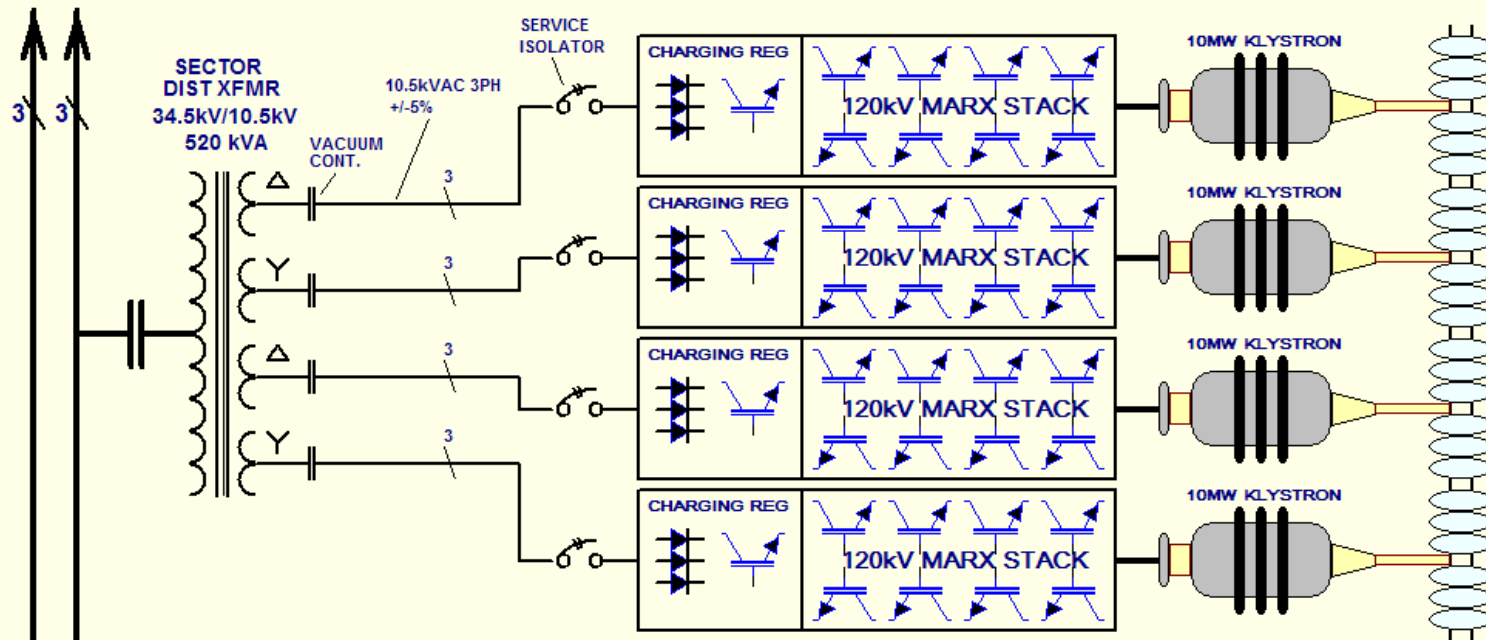 SERVICE
ISOLATOR
SECTOR
DIST XFMR
34.5kV/10.5kV
520 kVA
10.5kVAC 3PH
+/-5%
VACUUM
CONT.
3
3
3
3
3
3
CHARGING REG
120kV MARX STACK
10MW KLYSTRON
CHARGING REG
120kV MARX STACK
10MW KLYSTRON
CHARGING REG
120kV MARX STACK
10MW KLYSTRON
CHARGING REG
120kV MARX STACK
10MW KLYSTRON